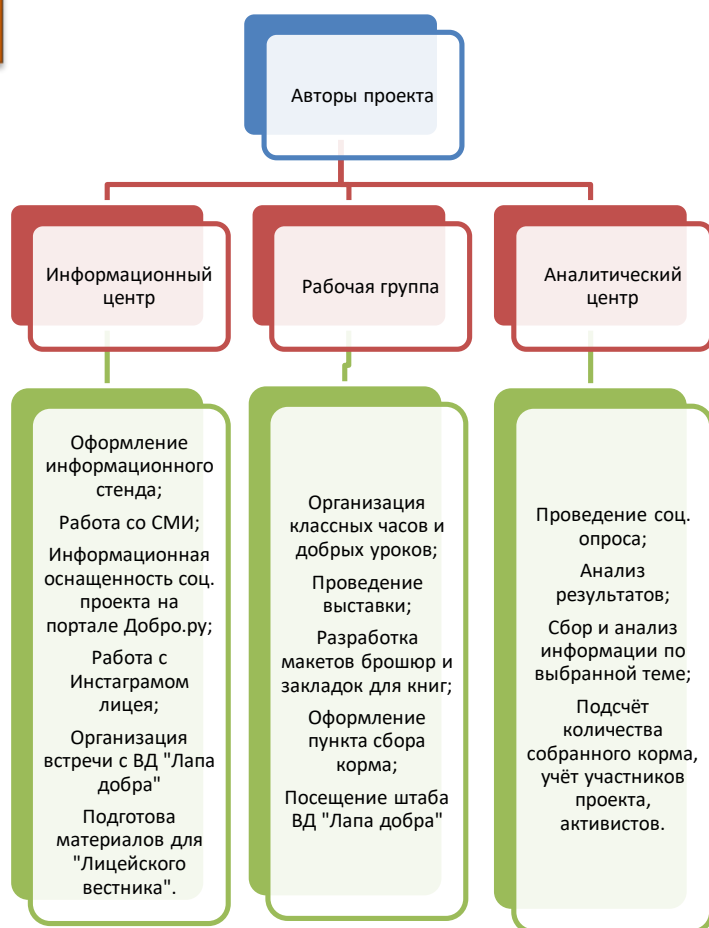 Авторы проекта
Информационный
центр
Рабочая группа
Аналитический
центр
Оформление
информационного
стенда;
Работа со СМИ;
Информационная
оснащенность соц.
проекта на
портале Добро.ру;
Работа с
Инстаграмом
лицея;
Организация
встречи с ВД "Лапа
добра"
Подготова
материалов для
"Лицейского
вестника".
Организация
классных часов и
добрых уроков;
Проведение
выставки;
Разработка
макетов брошюр и
закладок для книг;
Оформление
пункта сбора
корма;
Посещение штаба
ВД "Лапа добра"
Проведение соц.
опроса;
Анализ
результатов;
Сбор и анализ
информации по
выбранной теме;
Подсчёт
количества
собранного корма,
учёт участников
проекта,
активистов.